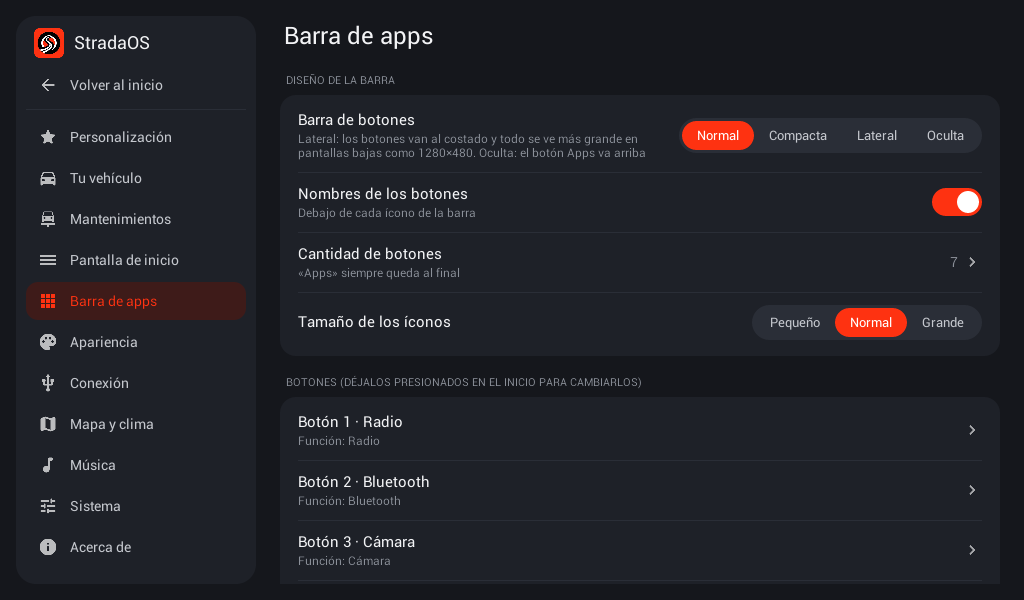 StradaOS
Volver al inicio
Personalización
Tu vehículo
Mantenimientos
Pantalla de inicio
Barra de apps
Apariencia
Conexión
Mapa y clima
Música
Sistema
Acerca de
Barra de apps
DISEÑO DE LA BARRA
Barra de botones
Lateral: los botones van al costado y todo se ve más grande en
pantallas bajas como 1280×480. Oculta: el botón Apps va arriba
Normal Compacta Lateral Oculta
Nombres de los botones
Debajo de cada ícono de la barra
Cantidad de botones
«Apps» siempre queda al final
7
Tamaño de los íconos
Pequeño Normal Grande
BOTONES (DÉJALOS PRESIONADOS EN EL INICIO PARA CAMBIARLOS)
Botón 1 · Radio
Función: Radio
Botón 2 · Bluetooth
Función: Bluetooth
Botón 3 · Cámara
Función: Cámara